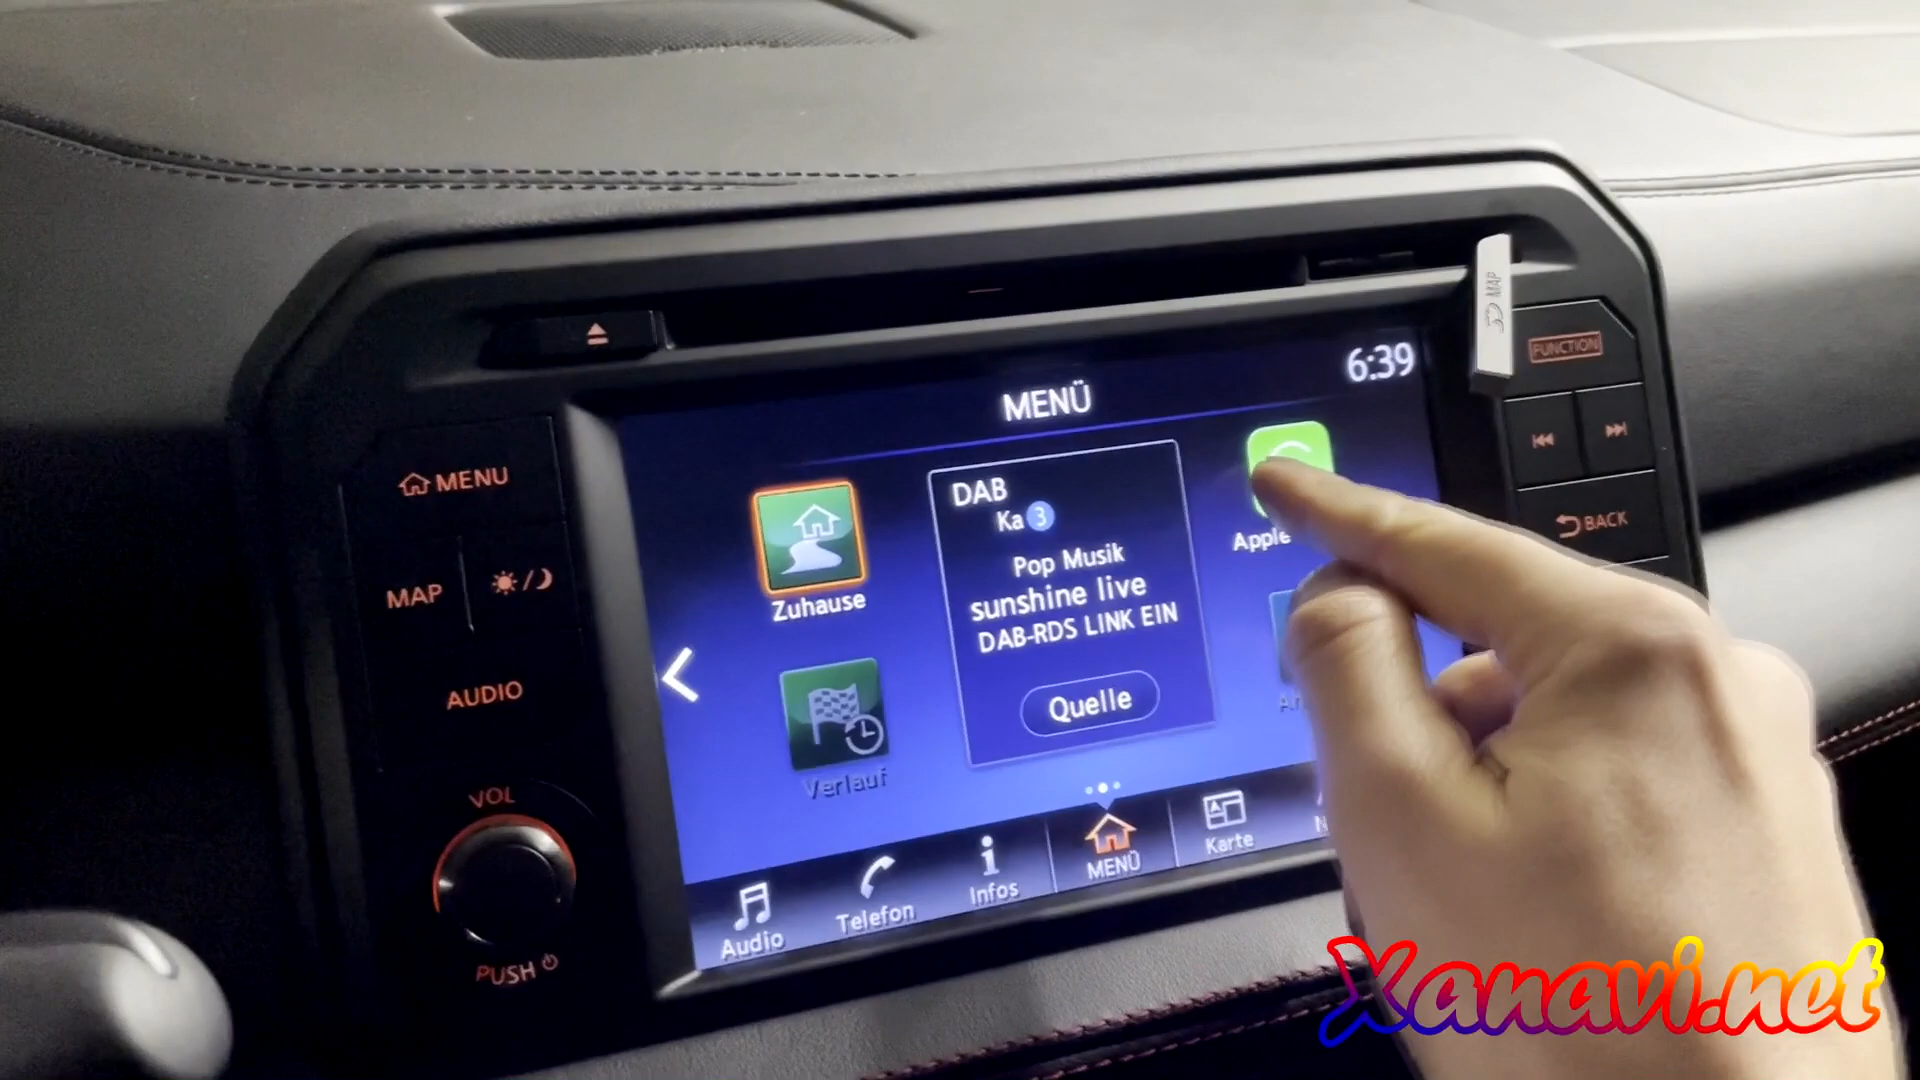 MAP
FUNCTION
6:39
MENÜ
MENU
MAP
AUDIO
VOL
PUSH
BACK
Zuhause
Verlauf
DAB
Ka 3
Pop Musik
sunshine live
DAB-RDS LINK EIN
Quelle
Apple
Audio
Telefon
Infos
MENÜ
Karte
Xanavi.net